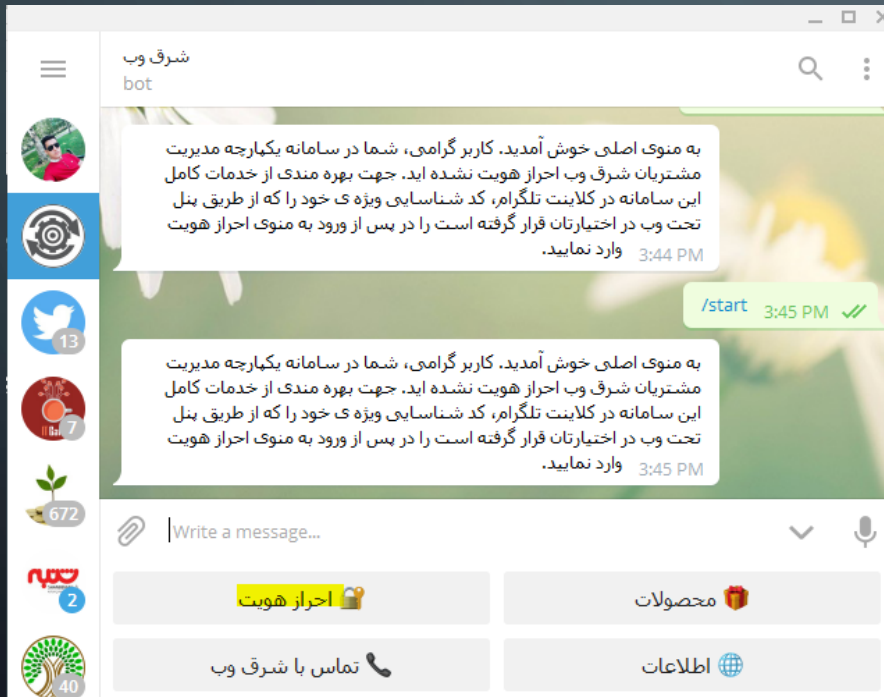 شرق وب
bot
به منوی اصلی خوش آمدید. کاربر گرامی، شما در سامانه یکپارچه مدیریت
مشتریان شرق وب احراز هویت نشده اید. جهت بهره مندی از خدمات کامل
این سامانه در کلاینت تلگرام، کد شناسایی ویژه ی خود را که از طریق پنل
تحت وب در اختیارتان قرار گرفته است را در پس از ورود به منوی احراز هویت
وارد نمایید. 3:44 PM
/start 3:45 PM
به منوی اصلی خوش آمدید. کاربر گرامی، شما در سامانه یکپارچه مدیریت
مشتریان شرق وب احراز هویت نشده اید. جهت بهره مندی از خدمات کامل
این سامانه در کلاینت تلگرام، کد شناسایی ویژه ی خود را که از طریق پنل
تحت وب در اختیارتان قرار گرفته است را در پس از ورود به منوی احراز هویت
وارد نمایید. 3:45 PM
13
7
672
2
40
Write a message...
محصولات
احراز هویت
اطلاعات
تماس با شرق وب